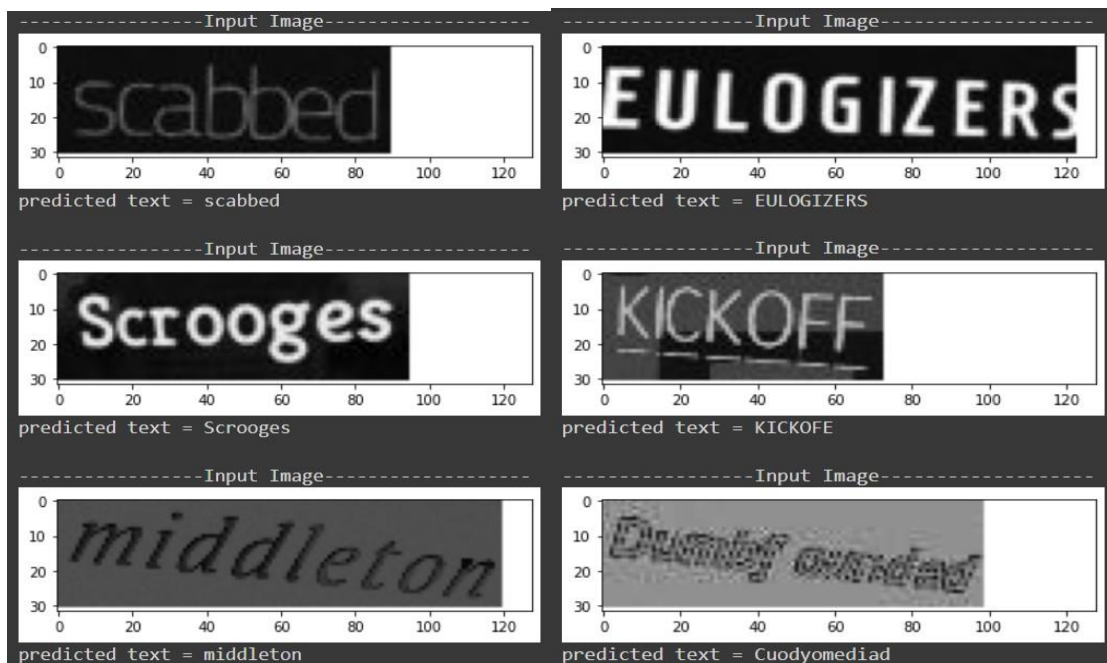 -----------------Input Image-------------------
0
10
20
30
scabbed
0 20 40 60 80 100 120
predicted text = scabbed
-----------------Input Image-------------------
0
10
20
30
Scrooges
0 20 40 60 80 100 120
predicted text = Scrooges
-----------------Input Image-------------------
0
10
20
30
middleton
0 20 40 60 80 100 120
predicted text = middleton
-----------------Input Image-------------------
0
10
20
30
EULOGIZERS
0 20 40 60 80 100 120
predicted text = EULOGIZERS
-----------------Input Image-------------------
0
10
20
30
KICKOFF
0 20 40 60 80 100 120
predicted text = KICKOFE
-----------------Input Image-------------------
0
10
20
30
0 20 40 60 80 100 120
predicted text = Cuodyomediad